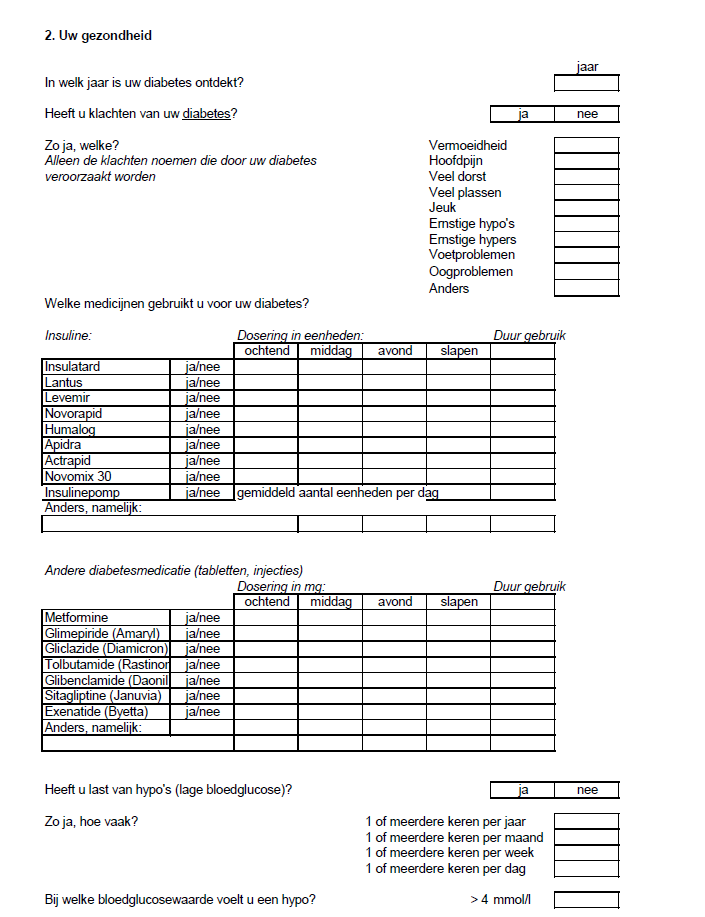 2. Uw gezondheid
jaar
In welk jaar is uw diabetes ontdekt?
Heeft u klachten van uw diabetes? ja nee
Zo ja, welke? Vermoeidheid
Alleen de klachten noemen die door uw diabetes Hoofdpijn
veroorzaakt worden Veel dorst
Veel plassen
Jeuk
Ernstige hypo's
Ernstige hypers
Voetproblemen
Oogproblemen
Anders
Welke medicijnen gebruikt u voor uw diabetes?
Insuline: Dosering in eenheden: Duur gebruik
ochtend middag avond slapen
Insulatard ja/nee
Lantus ja/nee
Levemir ja/nee
Novorapid ja/nee
Humalog ja/nee
Apidra ja/nee
Actrapid ja/nee
Novomix 30 ja/nee
Insulinepomp ja/nee gemiddeld aantal eenheden per dag
Anders, namelijk:
Andere diabetesmedicatie (tabletten, injecties)
Dosering in mg: Duur gebruik
ochtend middag avond slapen
Metformine ja/nee
Glimepiride (Amaryl) ja/nee
Gliclazide (Diamicron) ja/nee
Tolbutamide (Rastinon ja/nee
Glibenclamide (Daonil ja/nee
Sitagliptine (Januvia) ja/nee
Exenatide (Byetta) ja/nee
Anders, namelijk:
Heeft u last van hypo's (lage bloedglucose)? ja nee
Zo ja, hoe vaak? 1 of meerdere keren per jaar
1 of meerdere keren per maand
1 of meerdere keren per week
1 of meerdere keren per dag
Bij welke bloedglucosewaarde voelt u een hypo? > 4 mmol/l